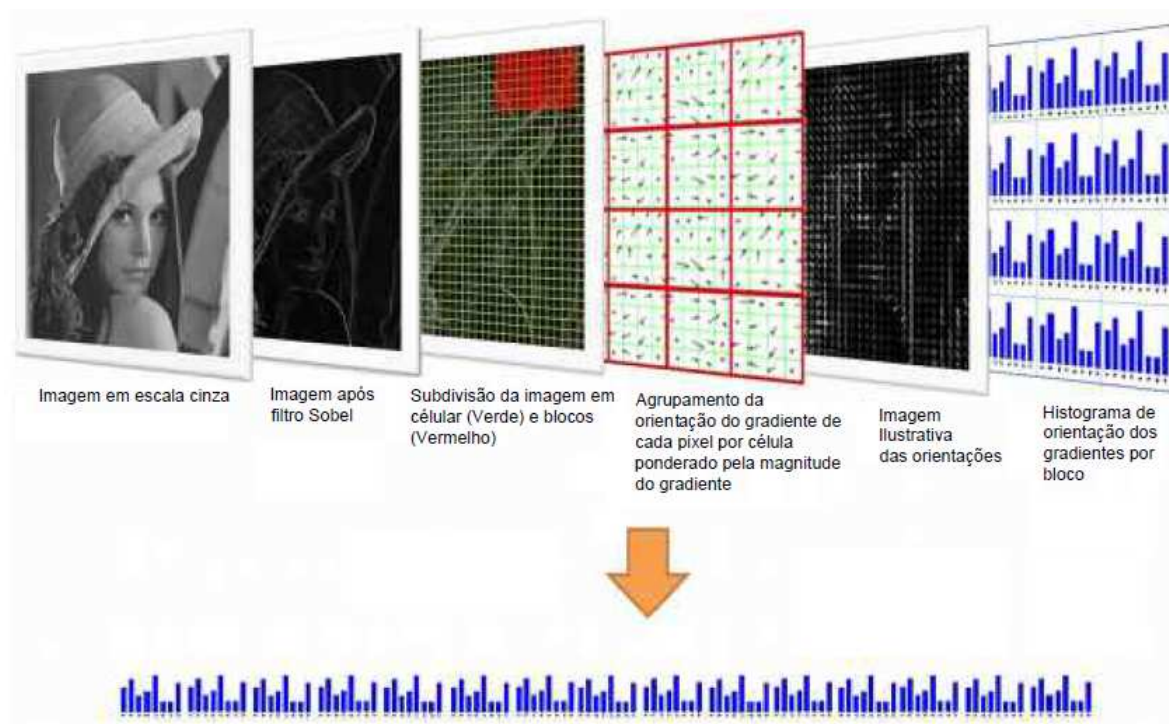 Imagem em escala cinza
Imagem após
filtro Sobel
Subdivisão da imagem em
célular (Verde) e blocos
(Vermelho)
Agrupamento da
orientação do gradiente de
cada pixel por célula
ponderado pela magnitude
do gradiente
Imagem
Ilustrativa
das orientações
Histograma de
orientação dos
gradientes por
bloco